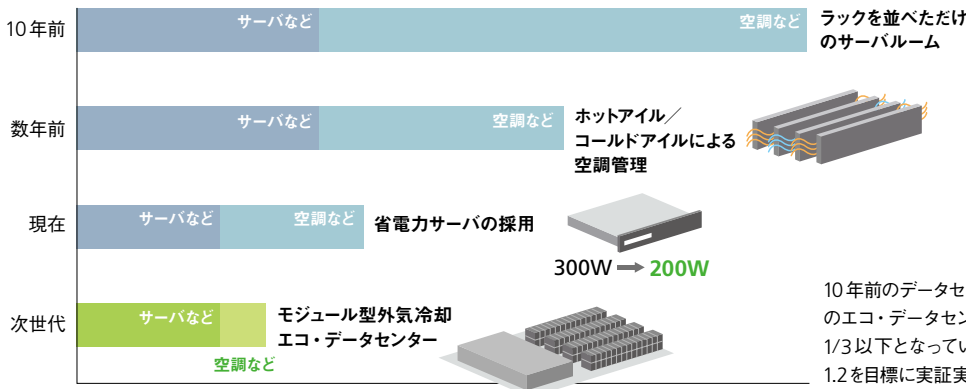 10年前
サーバなど
空調など
ラックを並べただけ
のサーバルーム
数年前
サーバなど
空調など
ホットアイル／
コールドアイルによる
空調管理
現在
サーバなど
空調など
省電力サーバの採用
300W → 200W
次世代
サーバなど
空調など
モジュール型外気冷却
エコ・データセンター
10年前のデータセ
のエコ・データセン
1/3以下となってい
1.2を目標に実証実